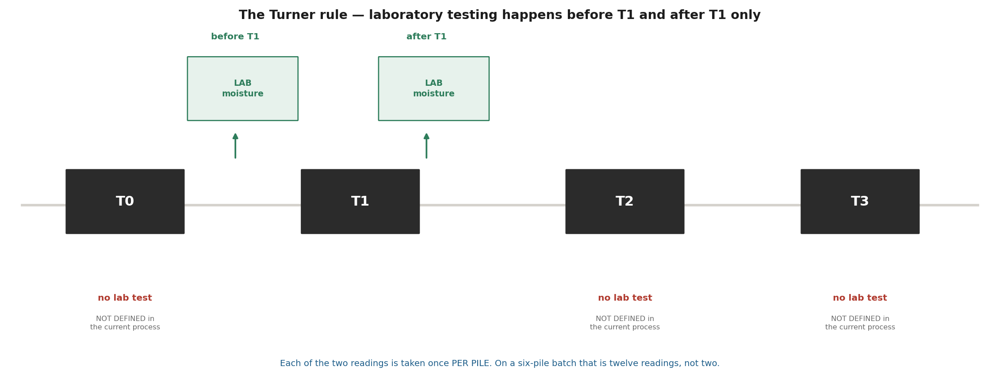 The Turner rule — laboratory testing happens before T1 and after T1 only
before T1
after T1
LAB
moisture
LAB
moisture
T0
T1
T2
T3
no lab test
no lab test
no lab test
NOT DEFINED in
the current process
NOT DEFINED in
the current process
NOT DEFINED in
the current process
Each of the two readings is taken once PER PILE. On a six-pile batch that is twelve readings, not two.